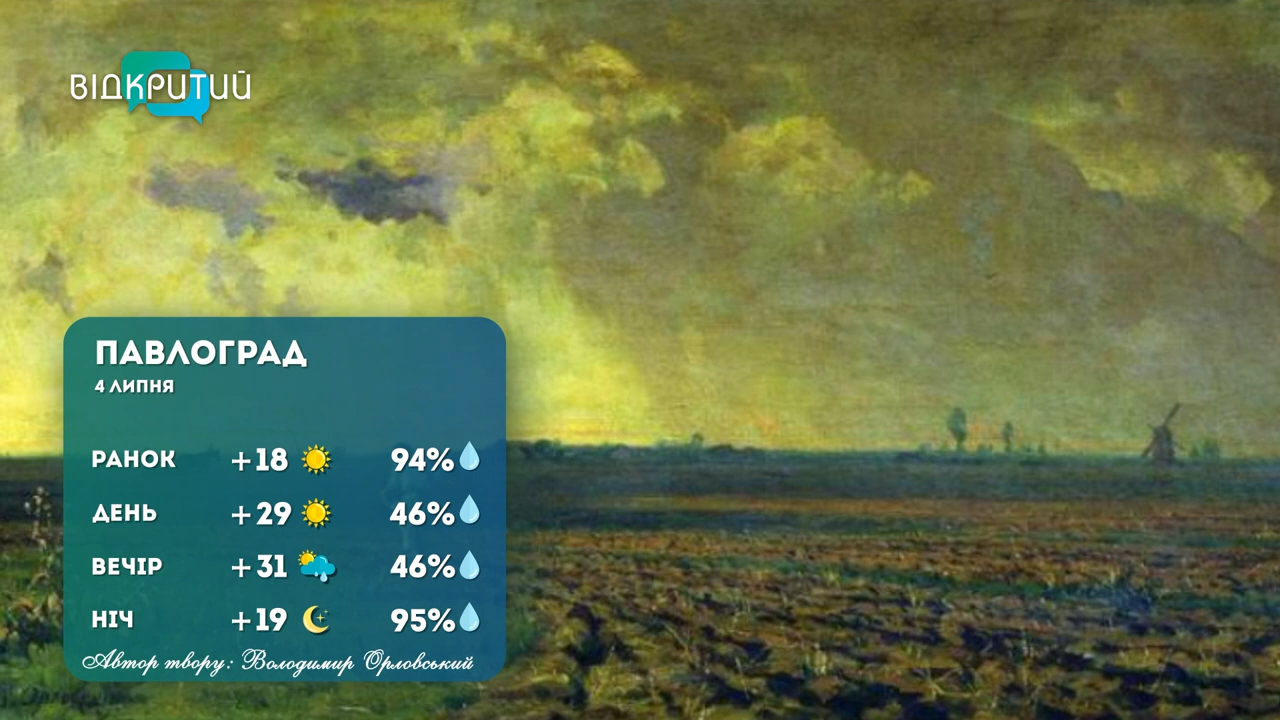 ВІДКРИТИЙ
ПАВЛОГРАД
4 ЛИПНЯ
РАНОК +18 94%
ДЕНЬ +29 46%
ВЕЧІР +31 46%
НІЧ +19 95%
Автор твору: Володимир Орловський